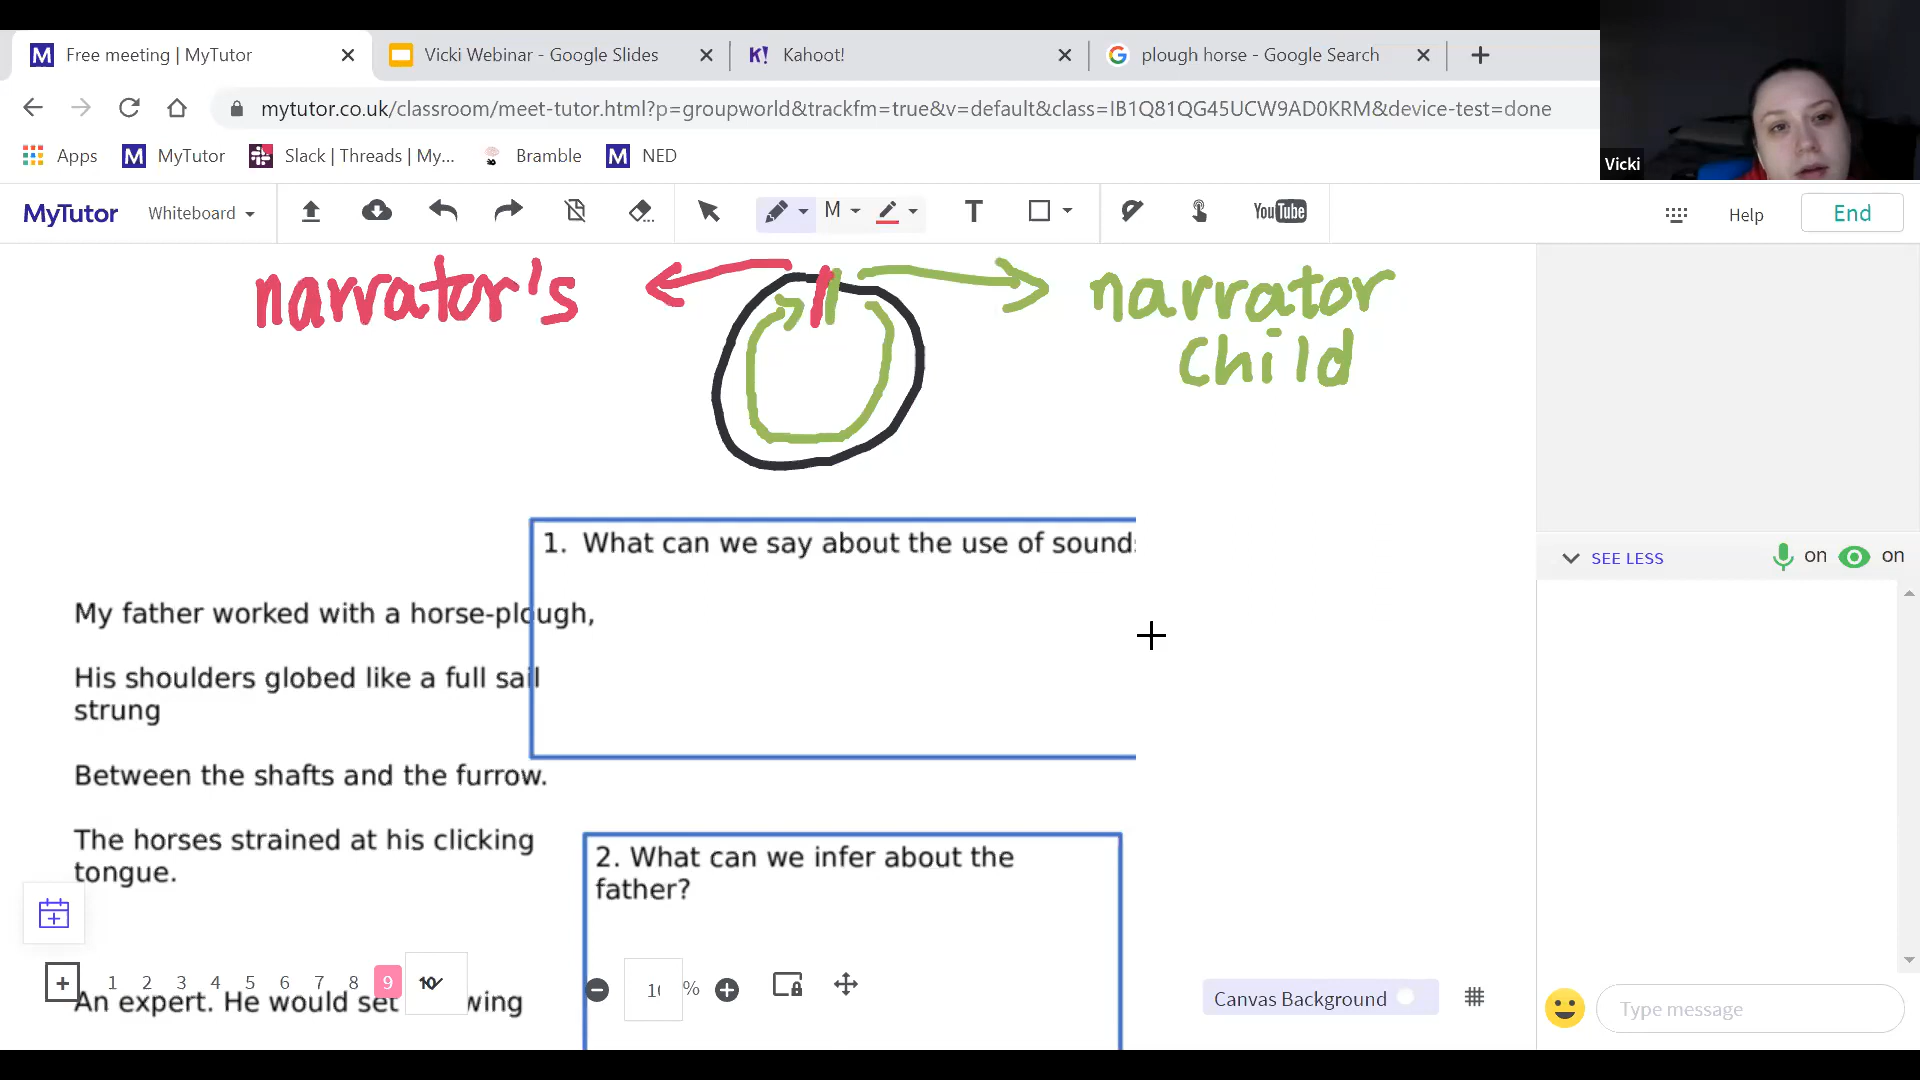 Free meeting | MyTutor
Vicki Webinar - Google Slides
K! Kahoot!
plough horse - Google Search
mytutor.co.uk/classroom/meet-tutor.html?p=groupworld&trackfm=true&v=default&class=IB1Q81QG45UCW9AD0KRM&device-test=done
Vicki
Apps
M MyTutor
Slack | Threads | My...
Bramble
M NED
MyTutor
Whiteboard
M
T
YouTube
Help
End
narrator's
narrator
child
1. What can we say about the use of sound
SEE LESS
on
on
My father worked with a horse-plough,
His shoulders globed like a full sail
strung
Between the shafts and the furrow.
The horses strained at his clicking
tongue.
2. What can we infer about the
father?
1 2 3 4 5 6 7 8 9 10
%
An expert. He would set wing
Canvas Background
Type message